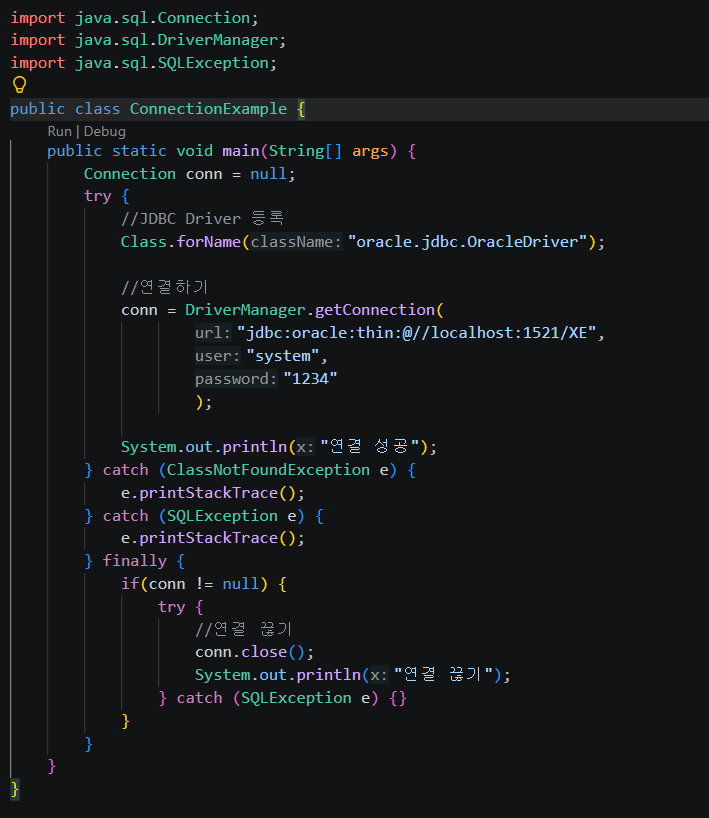 import java.sql.Connection;
import java.sql.DriverManager;
import java.sql.SQLException;
public class ConnectionExample {
Run | Debug
public static void main(String[] args) {
Connection conn = null;
try {
//JDBC Driver 등록
Class.forName(className:"oracle.jdbc.OracleDriver");
//연결하기
conn = DriverManager.getConnection(
url:"jdbc:oracle:thin:@//localhost:1521/XE",
user:"system",
password:"1234"
);
System.out.println(x:"연결 성공");
} catch (ClassNotFoundException e) {
e.printStackTrace();
} catch (SQLException e) {
e.printStackTrace();
} finally {
if(conn != null) {
try {
//연결 끊기
conn.close();
System.out.println(x:"연결 끊기");
} catch (SQLException e) {}
}
}
}
}